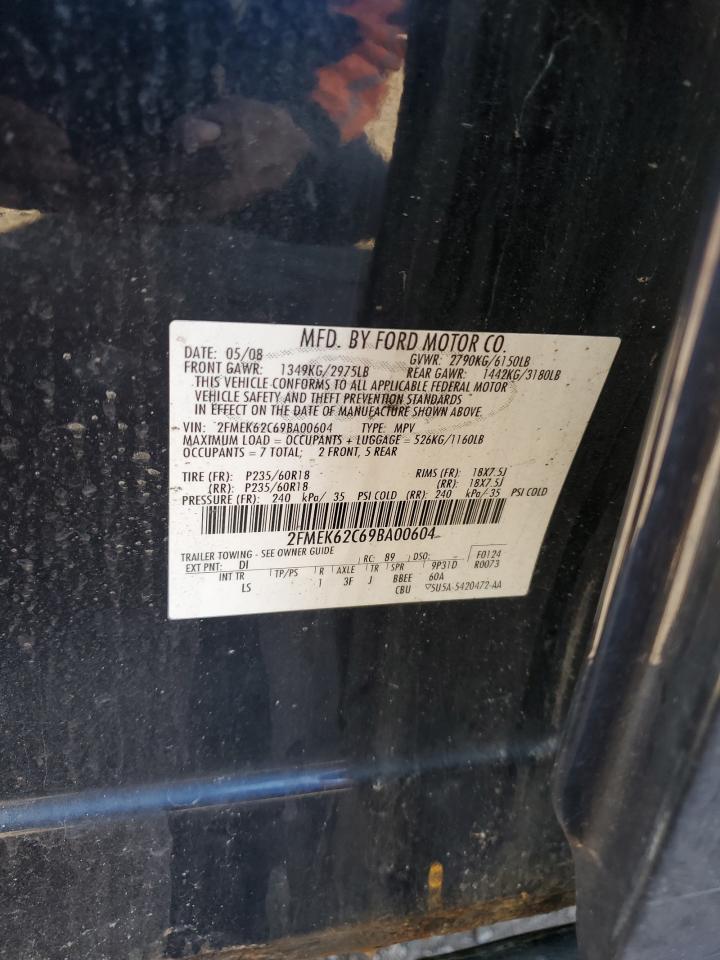 MFD. BY FORD MOTOR CO.
DATE: 05/08 GVWR: 2790KG/6150LB
FRONT GAWR: 1349KG/2975LB REAR GAWR: 1442KG/3180LB
THIS VEHICLE CONFORMS TO ALL APPLICABLE FEDERAL MOTOR
VEHICLE SAFETY AND THEFT PREVENTION STANDARDS
IN EFFECT ON THE DATE OF MANUFACTURE SHOWN ABOVE.
VIN: 2FMEK62C69BA00604 TYPE: MPV
MAXIMUM LOAD = OCCUPANTS + LUGGAGE = 526KG/1160LB
OCCUPANTS = 7 TOTAL; 2 FRONT, 5 REAR
TIRE (FR): P235/60R18 RIMS (FR): 18X7.5J
(RR): P235/60R18 (RR): 18X7.5J
PRESSURE (FR): 240 kPa/ 35 PSI COLD (RR): 240 kPa/ 35 PSI COLD
2FMEK62C69BA00604
TRAILER TOWING - SEE OWNER GUIDE
EXT PNT: DI RC: 89 DSO: F0124
INT TR TP/PS R AXLE TR SPR 9P31D R0073
LS 1 3F J BBEE 60A
CBU 5U5A-5420472-AA